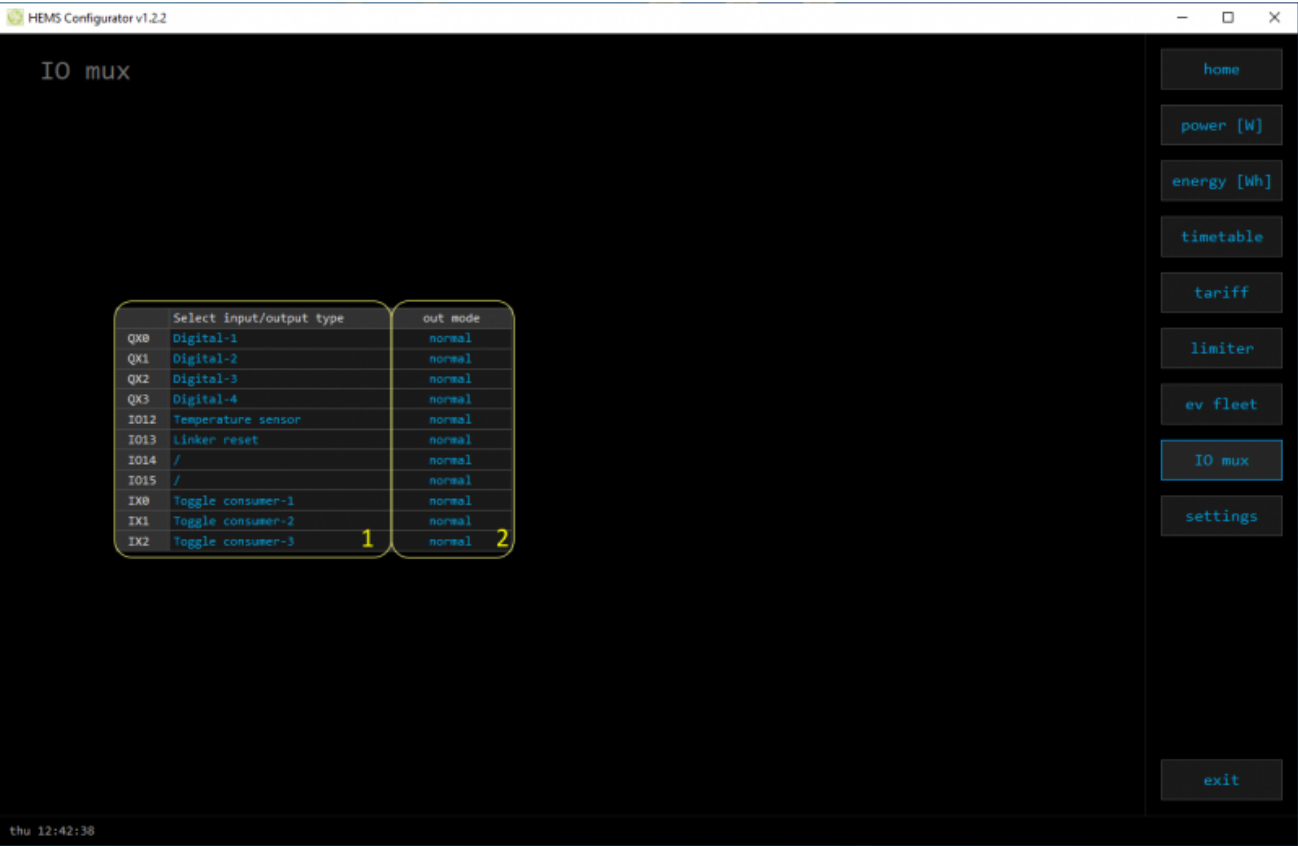 HEMS Configurator v1.2.2
IO mux
home
power [W]
energy [Wh]
timetable
tariff
limiter
ev fleet
IO mux
settings
exit
Select input/output type out mode
QX0 Digital-1 normal
QX1 Digital-2 normal
QX2 Digital-3 normal
QX3 Digital-4 normal
IO12 Temperature sensor normal
IO13 Linker reset normal
IO14 / normal
IO15 / normal
IX0 Toggle consumer-1 normal
IX1 Toggle consumer-2 normal
IX2 Toggle consumer-3 1 normal 2
thu 12:42:38